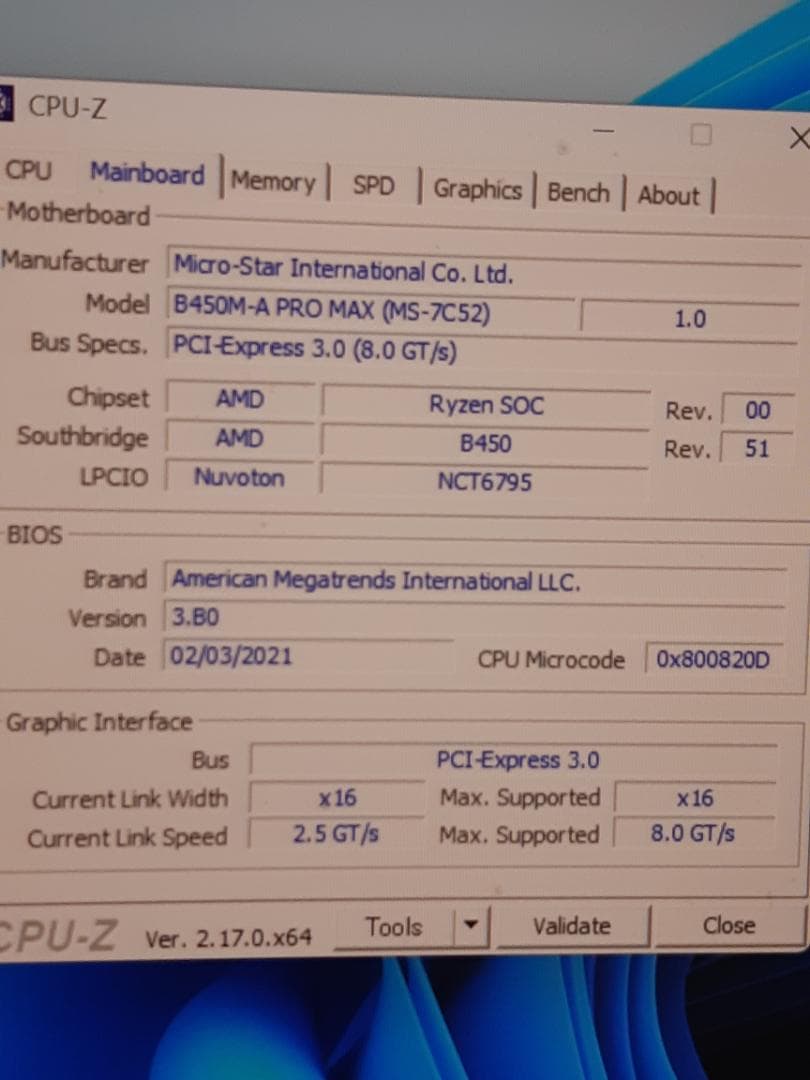 CPU-Z
CPU Mainboard Memory SPD Graphics Bench About
Motherboard
Manufacturer Micro-Star International Co. Ltd.
Model B450M-A PRO MAX (MS-7C52) 1.0
Bus Specs. PCI-Express 3.0 (8.0 GT/s)
Chipset AMD Ryzen SOC Rev. 00
Southbridge AMD B450 Rev. 51
LPCIO Nuvoton NCT6795
BIOS
Brand American Megatrends International LLC.
Version 3.B0
Date 02/03/2021 CPU Microcode 0x800820D
Graphic Interface
Bus PCI-Express 3.0
Current Link Width x16 Max. Supported x16
Current Link Speed 2.5 GT/s Max. Supported 8.0 GT/s
CPU-Z Ver. 2.17.0.x64 Tools Validate Close